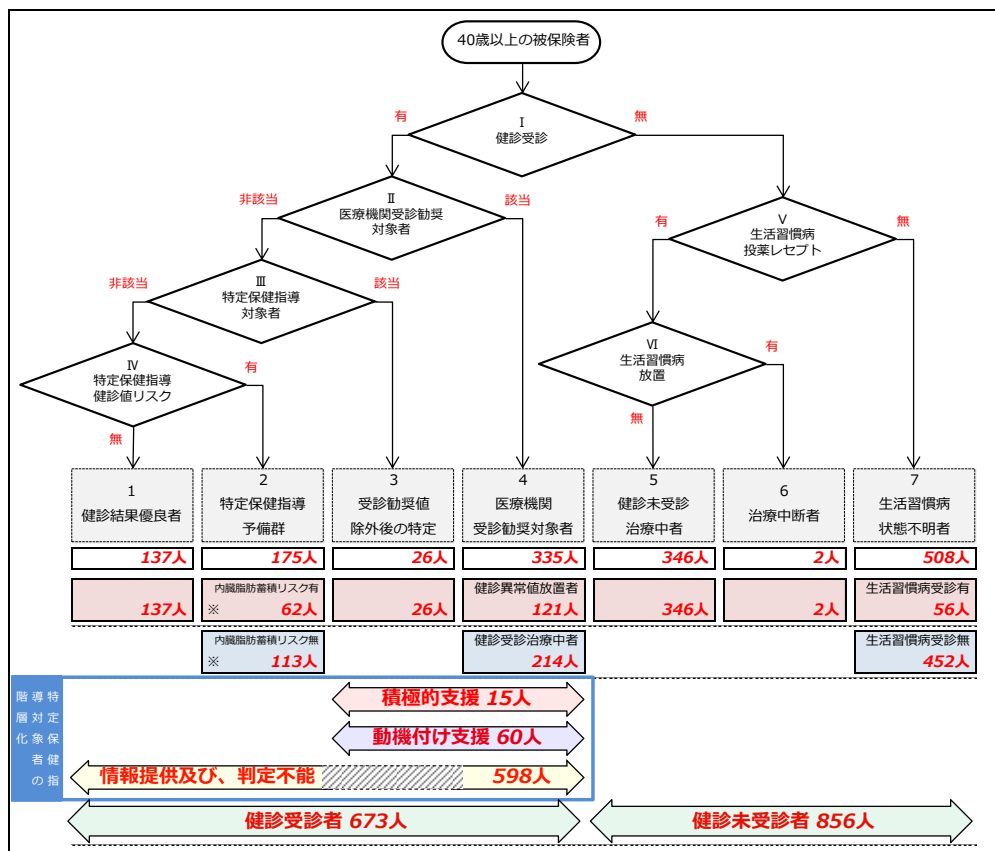 40歳以上の被保険者
Ⅰ
健診受診
有
無
Ⅱ
医療機関受診勧奨
対象者
非該当
該当
Ⅴ
生活習慣病
投薬レセプト
有
無
Ⅲ
特定保健指導
対象者
非該当
該当
Ⅵ
生活習慣病
放置
有
無
Ⅳ
特定保健指導
健診値リスク
有
無
1
健診結果優良者
2
特定保健指導
予備群
3
受診勧奨値
除外後の特定
4
医療機関
受診勧奨対象者
5
健診未受診
治療中者
6
治療中断者
7
生活習慣病
状態不明者
137人
175人
26人
335人
346人
2人
508人
137人
内臓脂肪蓄積リスク有
※ 62人
26人
健診異常値放置者
121人
346人
2人
生活習慣病受診有
56人
内臓脂肪蓄積リスク無
※ 113人
健診受診治療中者
214人
生活習慣病受診無
452人
特定保健の指
導対象者の
階層化
積極的支援 15人
動機付け支援 60人
情報提供及び、判定不能 598人
健診受診者 673人
健診未受診者 856人